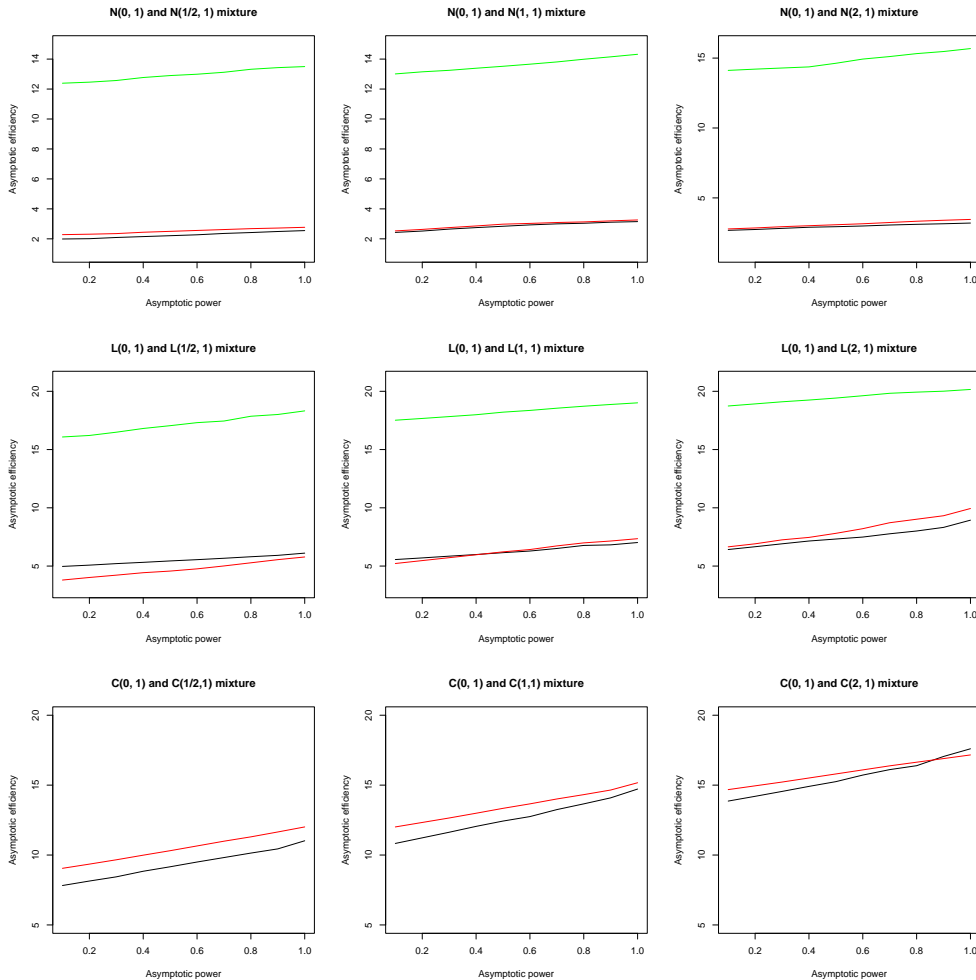 N(0, 1) and N(1/2, 1) mixture
Asymptotic efficiency
14
12
10
8
6
4
2
0.2 0.4 0.6 0.8 1.0
Asymptotic power
N(0, 1) and N(1, 1) mixture
Asymptotic efficiency
14
12
10
8
6
4
2
0.2 0.4 0.6 0.8 1.0
Asymptotic power
N(0, 1) and N(2, 1) mixture
Asymptotic efficiency
15
10
5
0.2 0.4 0.6 0.8 1.0
Asymptotic power
L(0, 1) and L(1/2, 1) mixture
Asymptotic efficiency
20
15
10
5
0.2 0.4 0.6 0.8 1.0
Asymptotic power
L(0, 1) and L(1, 1) mixture
Asymptotic efficiency
20
15
10
5
0.2 0.4 0.6 0.8 1.0
Asymptotic power
L(0, 1) and L(2, 1) mixture
Asymptotic efficiency
20
15
10
5
0.2 0.4 0.6 0.8 1.0
Asymptotic power
C(0, 1) and C(1/2,1) mixture
Asymptotic efficiency
20
15
10
5
0.2 0.4 0.6 0.8 1.0
Asymptotic power
C(0, 1) and C(1,1) mixture
Asymptotic efficiency
20
15
10
5
0.2 0.4 0.6 0.8 1.0
Asymptotic power
C(0, 1) and C(2, 1) mixture
Asymptotic efficiency
20
15
10
5
0.2 0.4 0.6 0.8 1.0
Asymptotic power